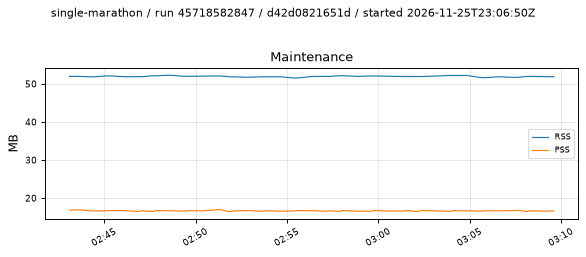 single-marathon / run 45718582847 / d42d0821651d / started 2026-11-25T23:06:50Z
Maintenance
MB
50
40
30
20
RSS
PSS
02:45
02:50
02:55
03:00
03:05
03:10